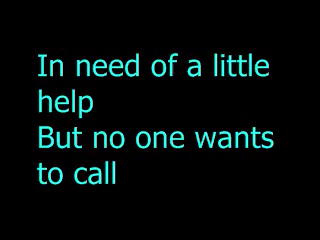 In need of a little
help
But no one wants
to call